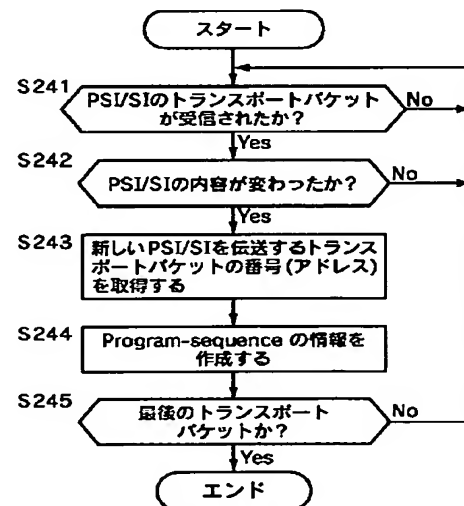 スタート
S241
PSI/SIのトランスポートパケット
が受信されたか？
No
Yes
S242
PSI/SIの内容が変わったか？
No
Yes
S243
新しいPSI/SIを伝送するトランス
ポートパケットの番号(アドレス)
を取得する
S244
Program-sequence の情報を
作成する
S245
最後のトランスポート
パケットか？
No
Yes
エンド